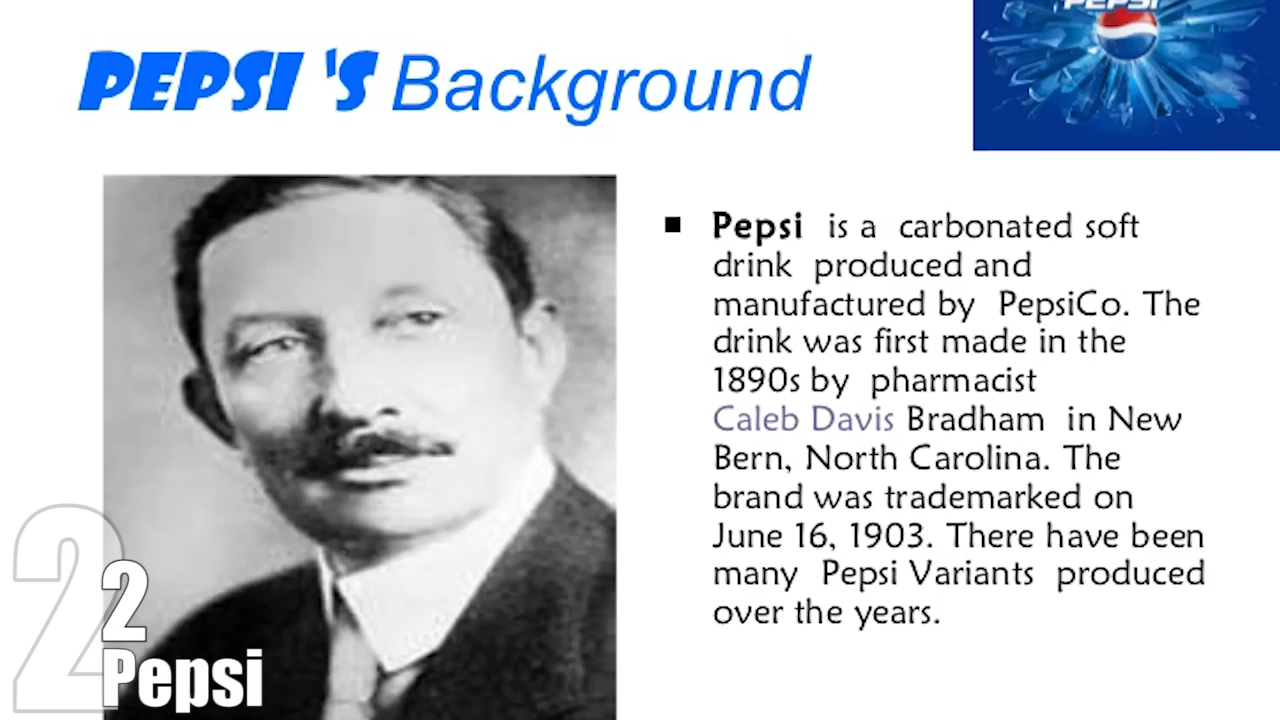 PEPSI
PEPSI 'S Background
Pepsi is a carbonated soft
drink produced and
manufactured by PepsiCo. The
drink was first made in the
1890s by pharmacist
Caleb Davis Bradham in New
Bern, North Carolina. The
brand was trademarked on
June 16, 1903. There have been
many Pepsi Variants produced
over the years.
2
2
Pepsi